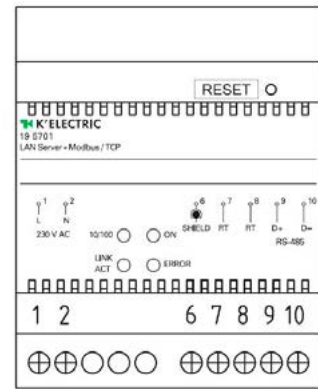 RESET
K'ELECTRIC
19 5701
LAN Server • Modbus / TCP
1 2 6 7 8 9 10
L N SHIELD RT RT D+ D-
230 V AC 10/100 ON RS-485
LINK
ACT ERROR
1 2 6 7 8 9 10